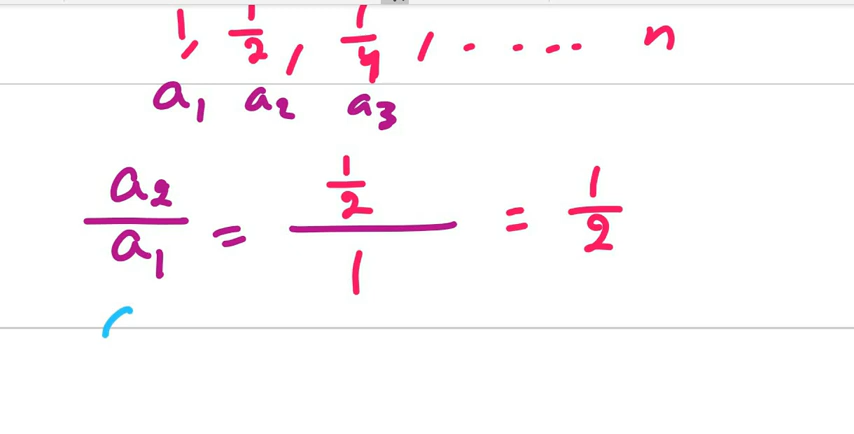 1, 1/2, 1/4, ..... n
a1 a2 a3
a2/a1 = 1/2/1 = 1/2